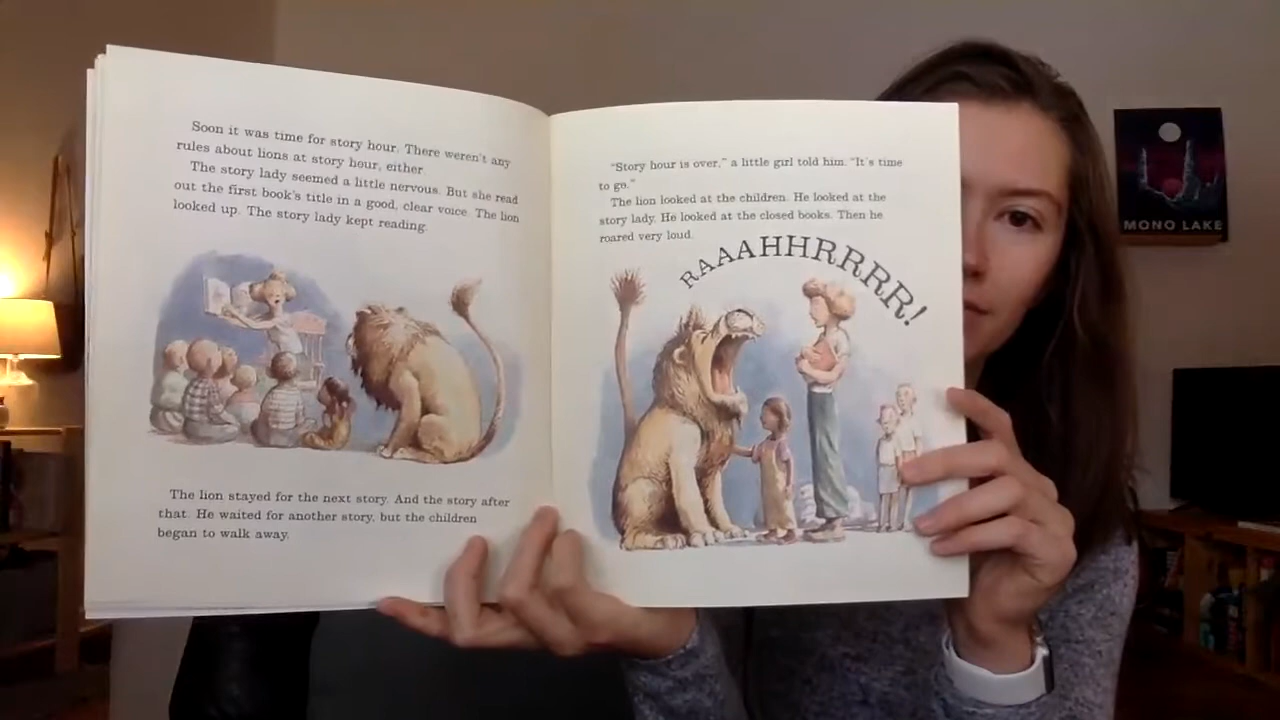 Soon it was time for story hour. There weren't any
rules about lions at story hour, either.
The story lady seemed a little nervous. But she read
out the first book's title in a good, clear voice. The lion
looked up. The story lady kept reading.
The lion stayed for the next story. And the story after
that. He waited for another story, but the children
began to walk away.
"Story hour is over," a little girl told him. "It's time
to go."
The lion looked at the children. He looked at the
story lady. He looked at the closed books. Then he
roared very loud.
RAAAHHRRRR!
MONO LAKE